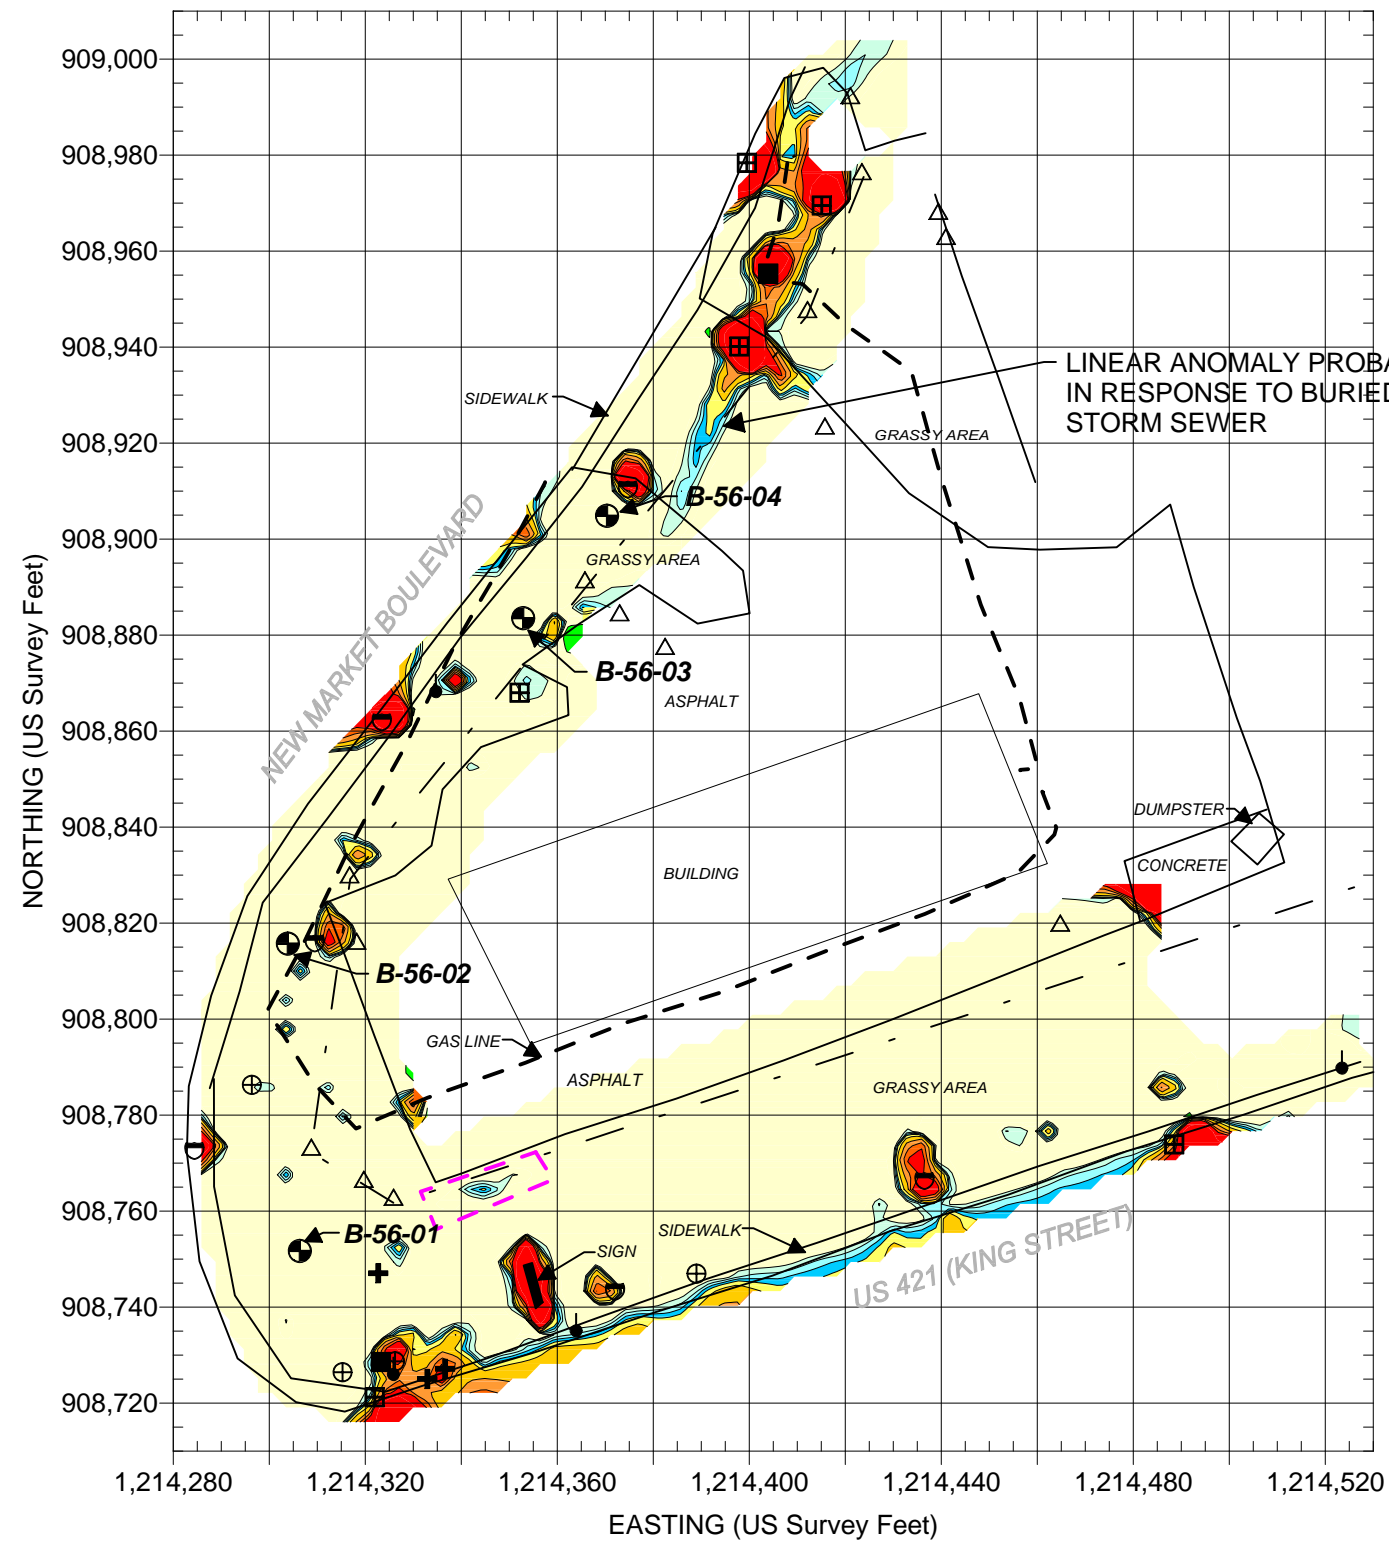 909,000
908,980
908,960
908,940
908,920
908,900
908,880
908,860
908,840
908,820
908,800
908,780
908,760
908,740
908,720
NORTHING (US Survey Feet)
LINEAR ANOMALY PROBA
IN RESPONSE TO BURIED
STORM SEWER
SIDEWALK
GRASSY AREA
B-56-04
NEW MARKET BOULEVARD
GRASSY AREA
B-56-03
ASPHALT
DUMPSTER
CONCRETE
BUILDING
B-56-02
GAS LINE
ASPHALT
GRASSY AREA
B-56-01
SIDEWALK
SIGN
US 421 (KING STREET)
1,214,280
1,214,320
1,214,360
1,214,400
1,214,440
1,214,480
1,214,520
EASTING (US Survey Feet)